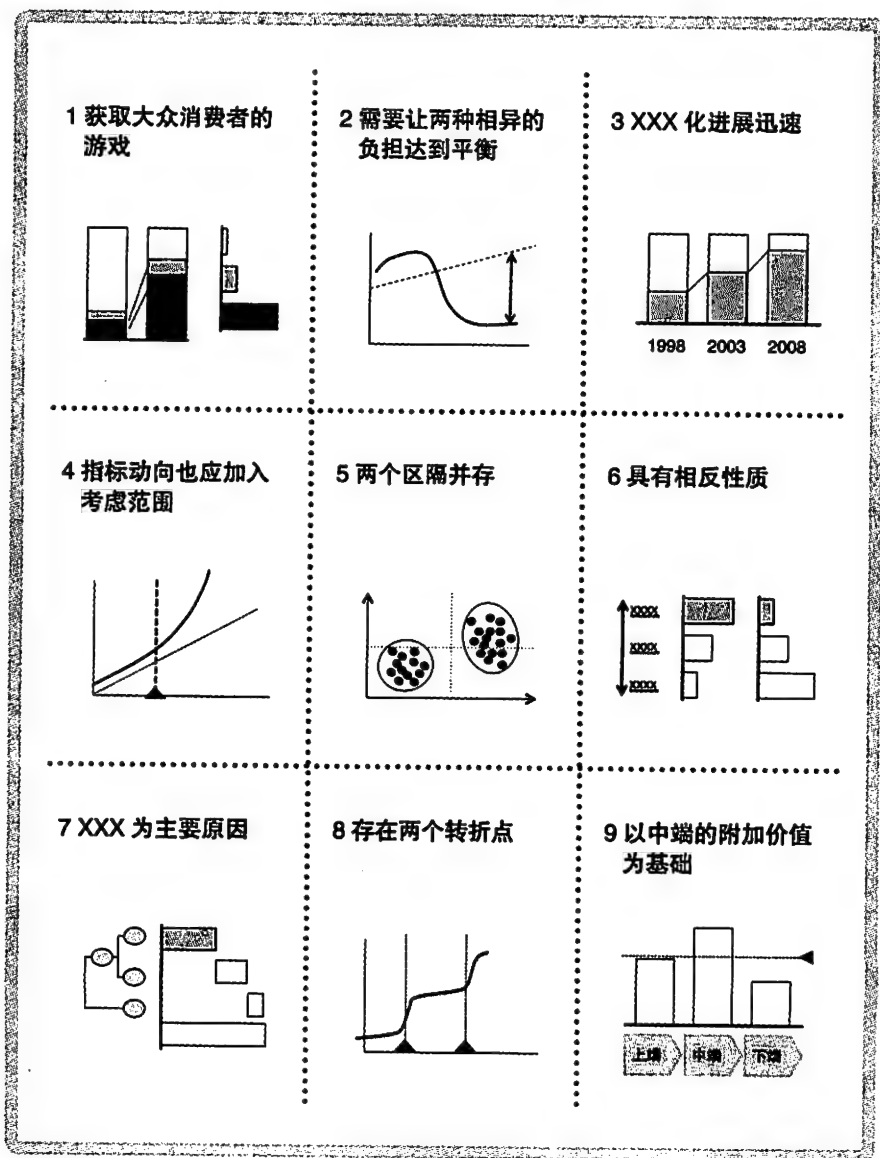 1 获取大众消费者的
游戏
2 需要让两种相异的
负担达到平衡
3 XXX 化进展迅速
1998 2003 2008
4 指标动向也应加入
考虑范围
5 两个区隔并存
6 具有相反性质
XXXX
XXXX
XXXX
7 XXX 为主要原因
8 存在两个转折点
9 以中端的附加价值
为基础
上端 中端 下端